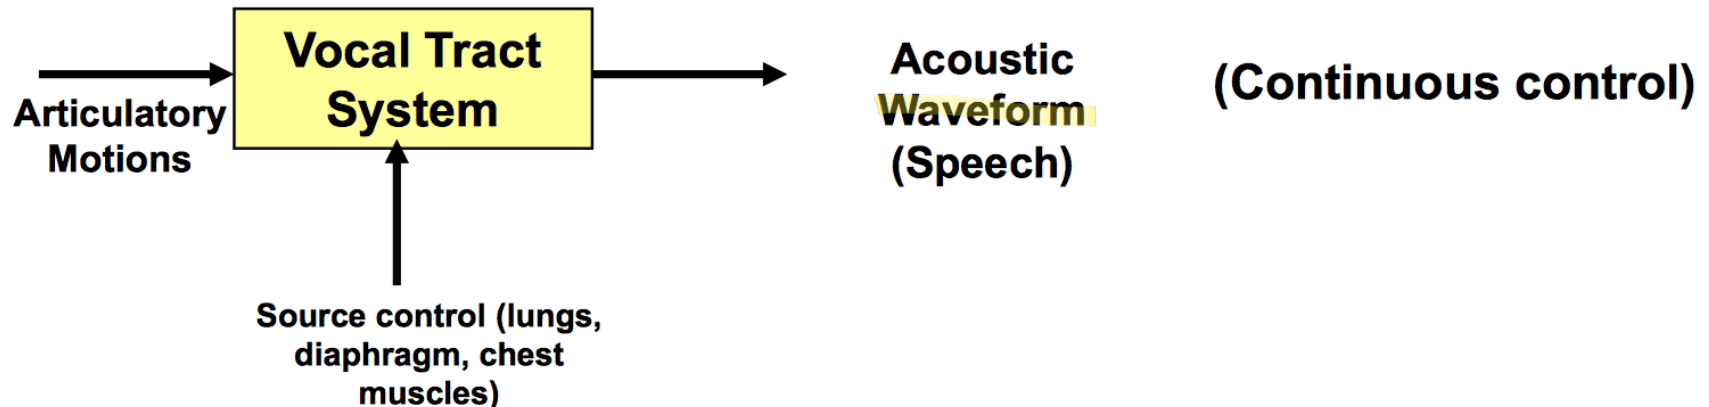 Articulatory
Motions
Vocal Tract
System
Acoustic
Waveform
(Speech)
(Continuous control)
Source control (lungs,
diaphragm, chest
muscles)